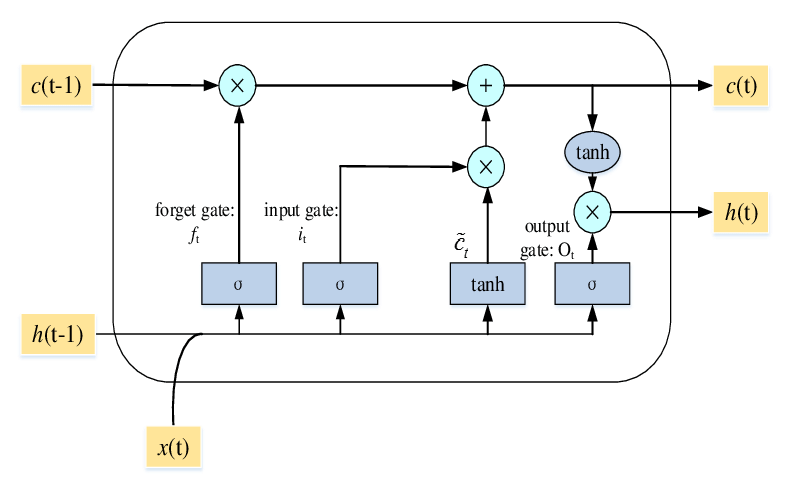 c(t-1)
×
+
c(t)
tanh
×
×
h(t)
forget gate:
fₜ
input gate:
iₜ
c̃ₜ
output
gate: Oₜ
σ
σ
tanh
σ
h(t-1)
x(t)